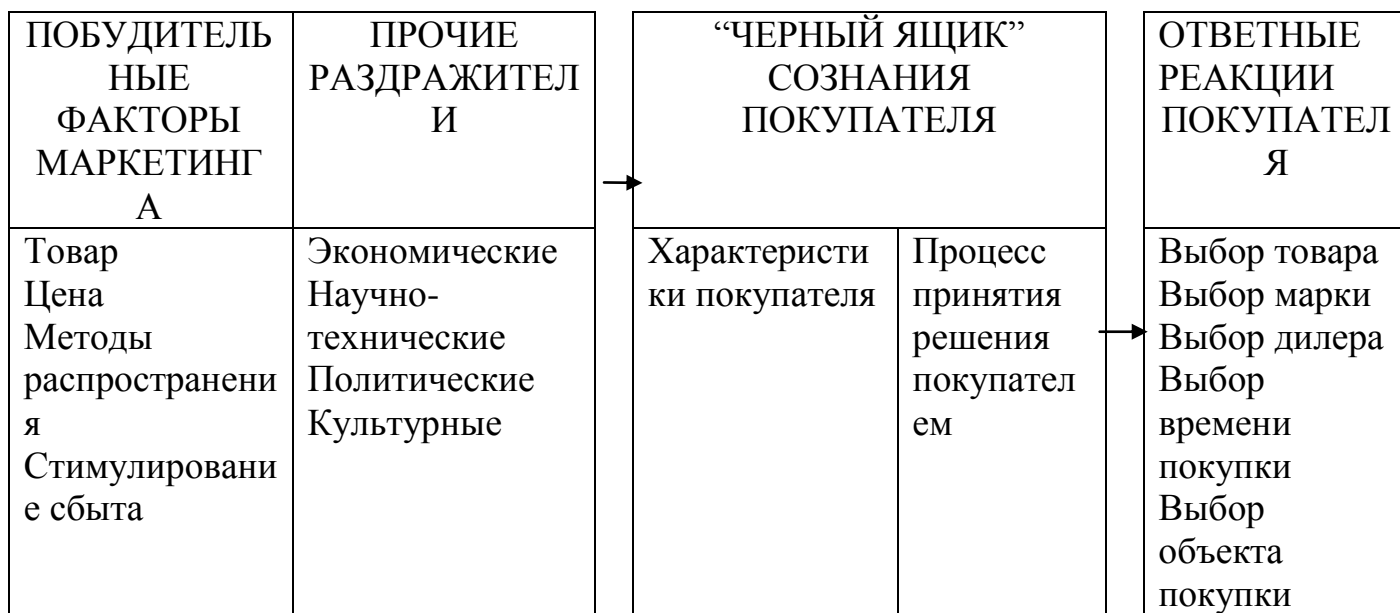 ПОБУДИТЕЛЬ
НЫЕ
ФАКТОРЫ
МАРКЕТИНГ
А
ПРОЧИЕ
РАЗДРАЖИТЕЛ
И
“ЧЕРНЫЙ ЯЩИК”
СОЗНАНИЯ
ПОКУПАТЕЛЯ
ОТВЕТНЫЕ
РЕАКЦИИ
ПОКУПАТЕЛ
Я
Товар
Цена
Методы
распространени
я
Стимулировани
е сбыта
Экономические
Научно-
технические
Политические
Культурные
Характеристи
ки покупателя
Процесс
принятия
решения
покупател
ем
Выбор товара
Выбор марки
Выбор дилера
Выбор
времени
покупки
Выбор
объекта
покупки